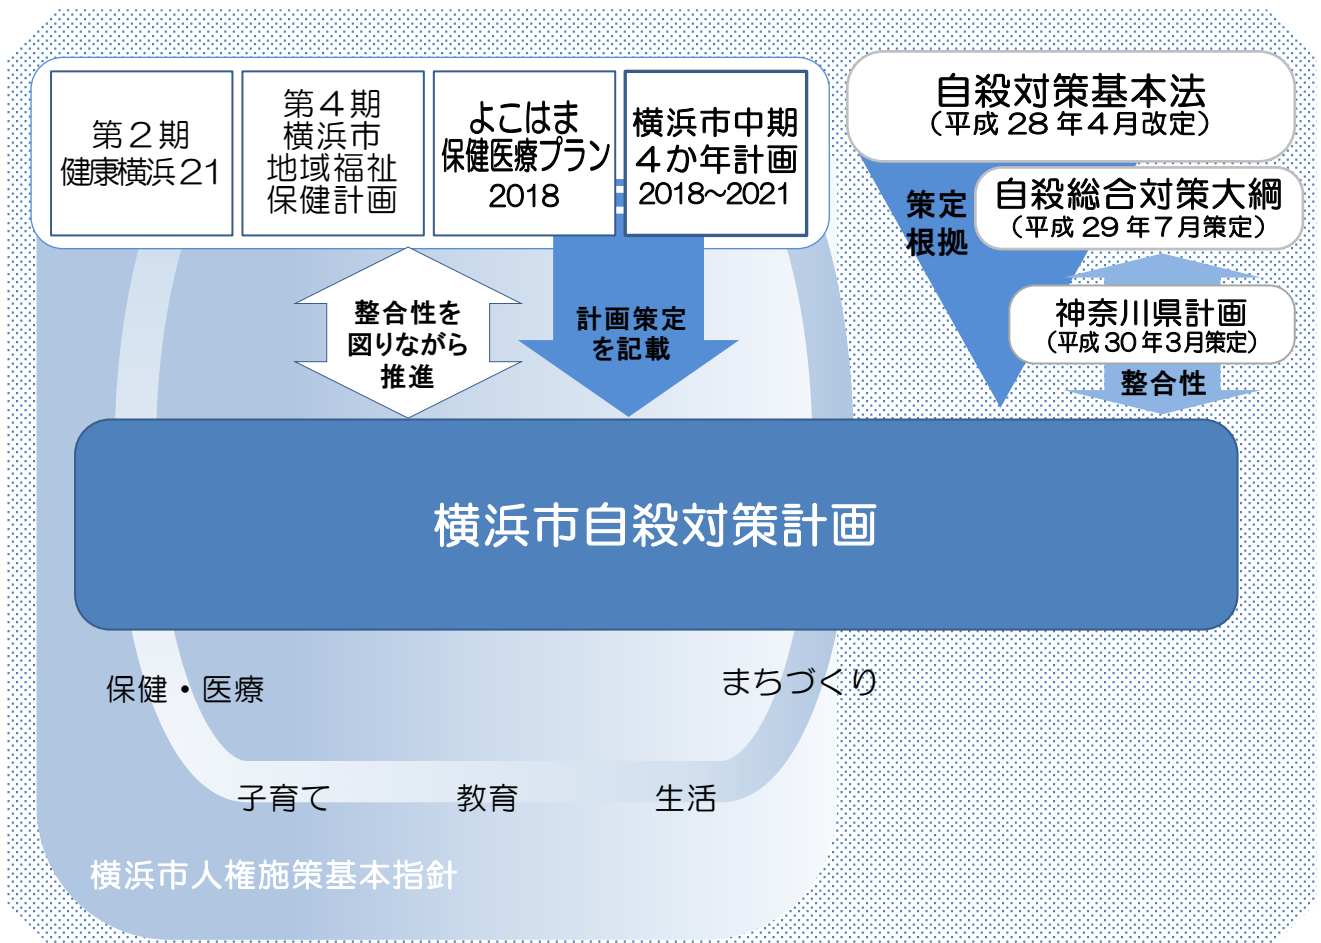 第２期
健康横浜21
第４期
横浜市
地域福祉
保健計画
よこはま
保健医療プラン
2018
横浜市中期
４か年計画
2018～2021
自殺対策基本法
（平成 28 年４月改定）
策定
根拠
自殺総合対策大綱
（平成 29 年７月策定）
神奈川県計画
（平成 30 年３月策定）
整合性
整合性を
図りながら
推進
計画策定
を記載
横浜市自殺対策計画
保健・医療
まちづくり
子育て
教育
生活
横浜市人権施策基本指針